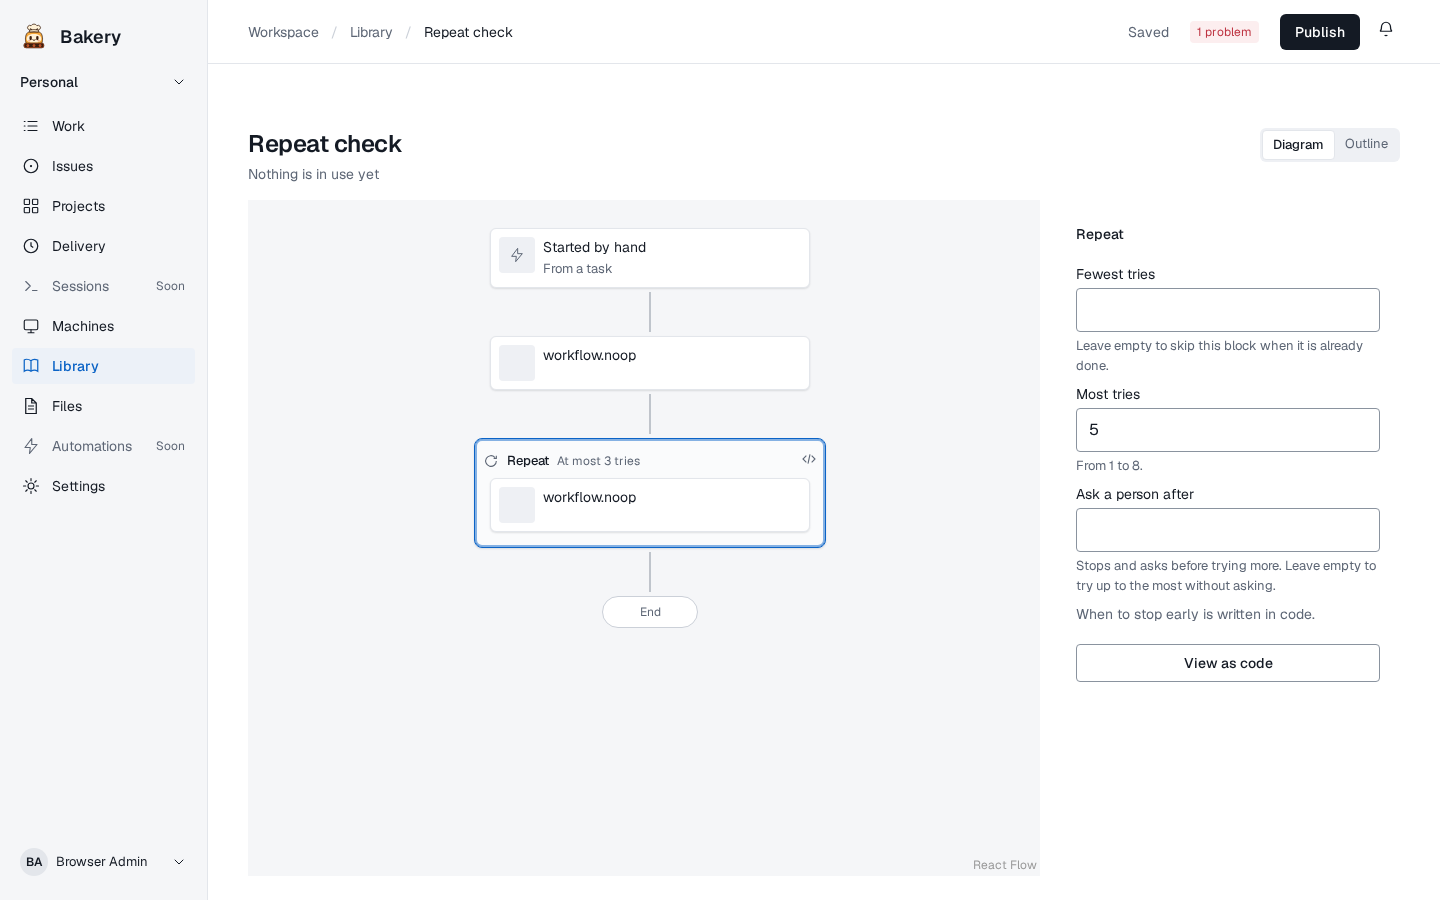 Bakery
Personal
Work
Issues
Projects
Delivery
Sessions Soon
Machines
Library
Files
Automations Soon
Settings
BA Browser Admin
Workspace / Library / Repeat check
Saved 1 problem Publish
Repeat check
Nothing is in use yet
Diagram Outline
Started by hand
From a task
workflow.noop
Repeat At most 3 tries
workflow.noop
End
React Flow
Repeat
Fewest tries
Leave empty to skip this block when it is already
done.
Most tries
5
From 1 to 8.
Ask a person after
Stops and asks before trying more. Leave empty to
try up to the most without asking.
When to stop early is written in code.
View as code